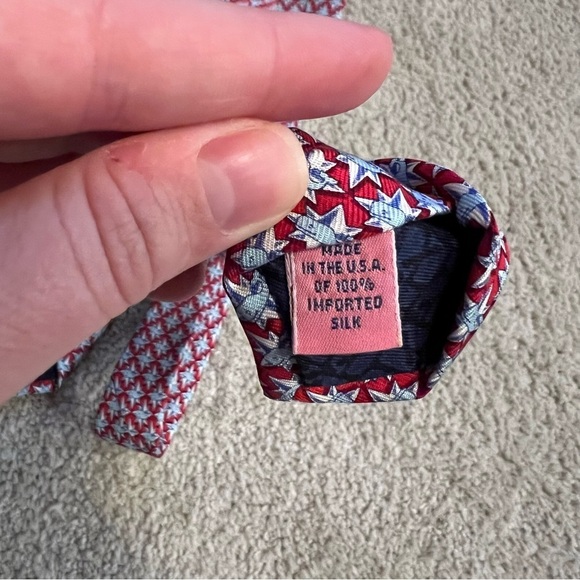 MADE
IN THE U.S.A.
OF 100%
IMPORTED
SILK